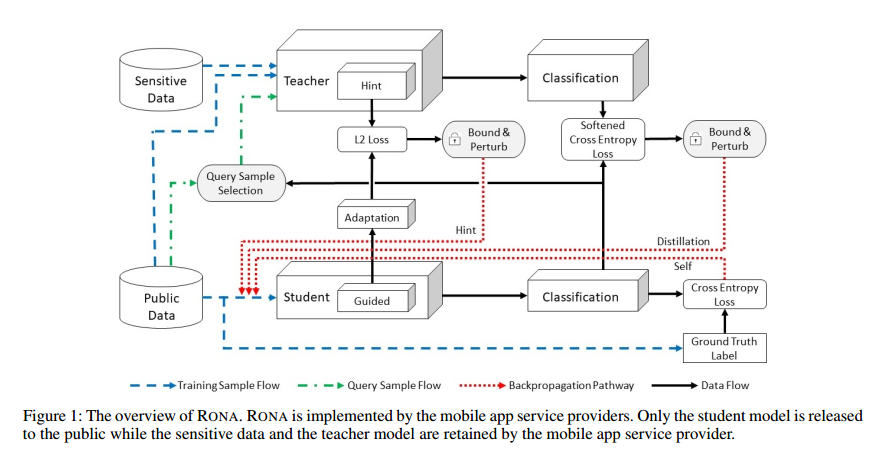 Sensitive
Data
Teacher
Hint
Classification
L2 Loss
Bound &
Perturb
Softened
Cross Entropy
Loss
Bound &
Perturb
Query Sample
Selection
Adaptation
Hint
Distillation
Self
Public
Data
Student
Guided
Classification
Cross Entropy
Loss
Ground Truth
Label
Training Sample Flow
Query Sample Flow
Backpropagation Pathway
Data Flow
Figure 1: The overview of RONA. RONA is implemented by the mobile app service providers. Only the student model is released
to the public while the sensitive data and the teacher model are retained by the mobile app service provider.